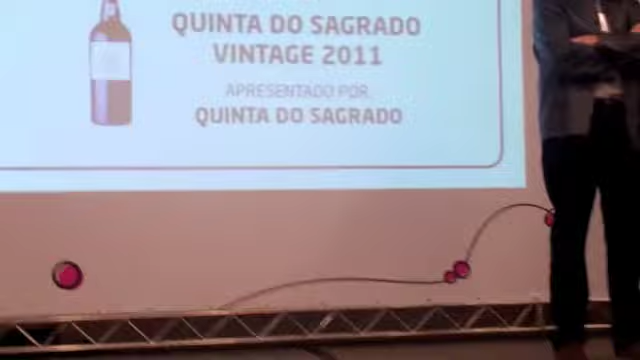 QUINTA DO SAGRADO
VINTAGE 2011
APRESENTADO POR
QUINTA DO SAGRADO